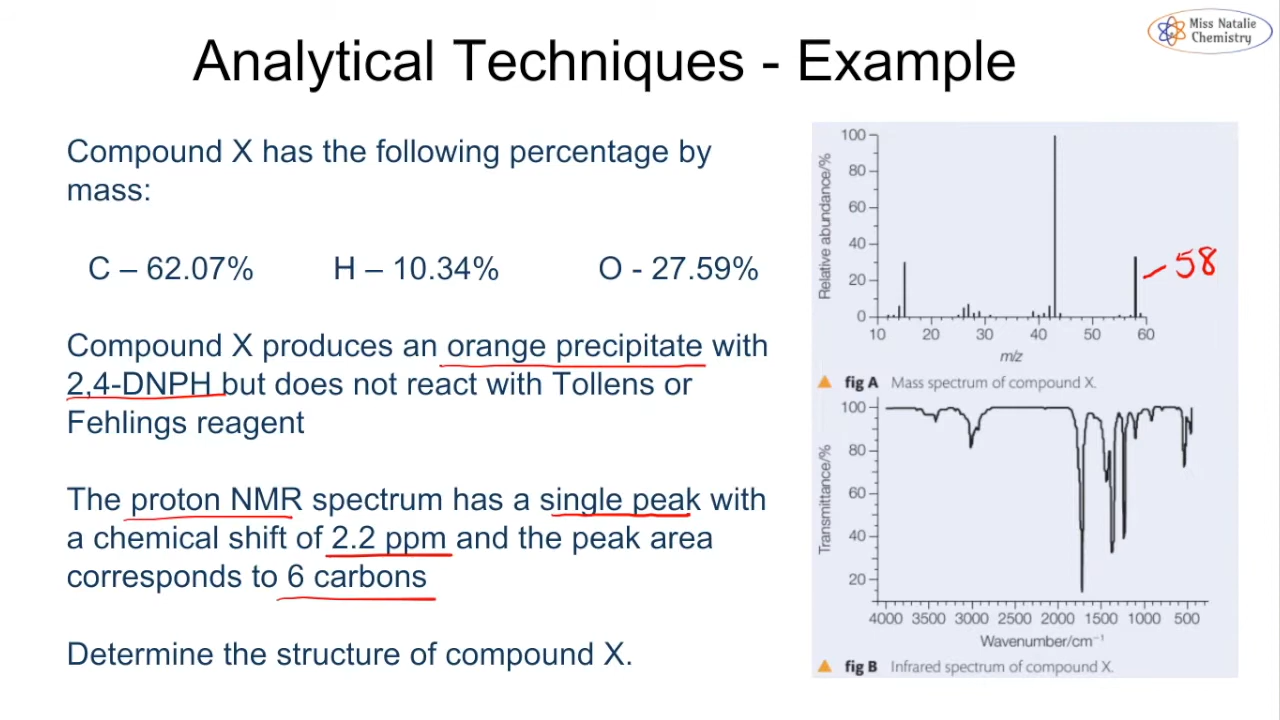 Miss Natalie
Chemistry
Analytical Techniques - Example
Compound X has the following percentage by
mass:
C – 62.07% H – 10.34% O - 27.59%
Compound X produces an orange precipitate with
2,4-DNPH but does not react with Tollens or
Fehlings reagent
The proton NMR spectrum has a single peak with
a chemical shift of 2.2 ppm and the peak area
corresponds to 6 carbons
Determine the structure of compound X.
Relative abundance/%
100
80
60
40
20
0
58
10 20 30 40 50 60
m/z
fig A Mass spectrum of compound X.
Transmittance/%
100
80
60
40
20
4000 3500 3000 2500 2000 1500 1000 500
Wavenumber/cm⁻¹
fig B Infrared spectrum of compound X.